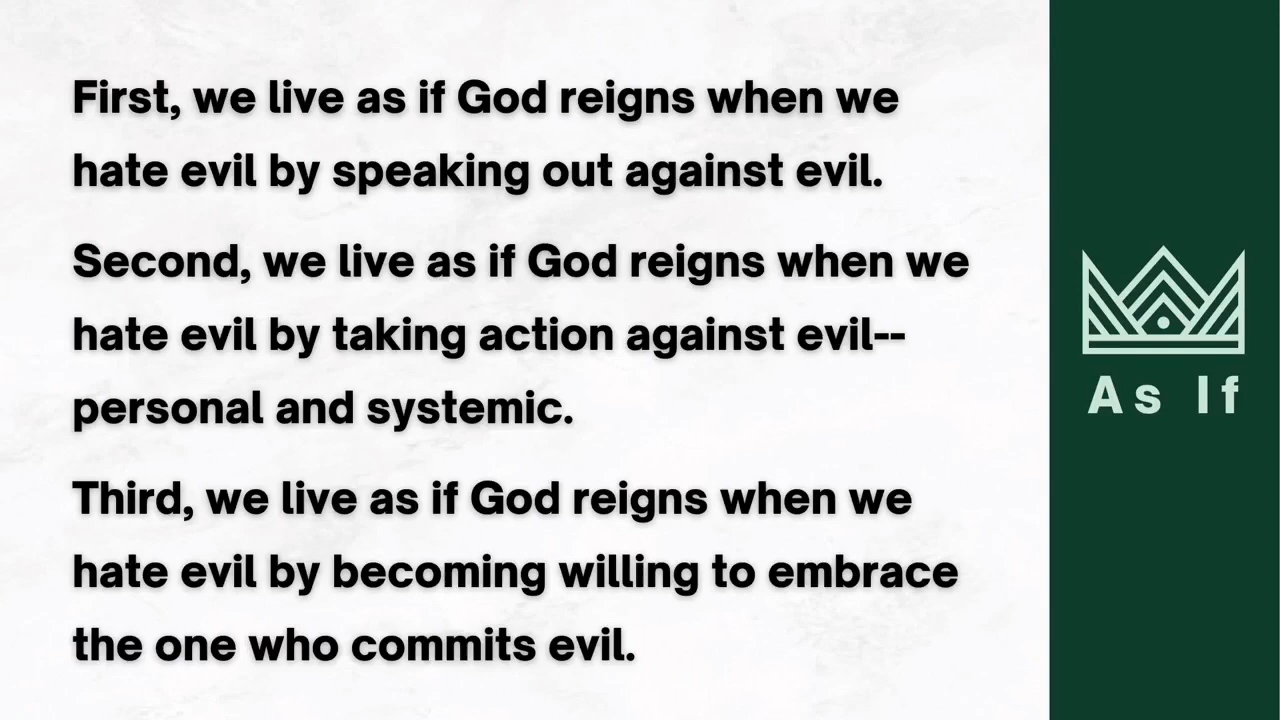 First, we live as if God reigns when we
hate evil by speaking out against evil.
Second, we live as if God reigns when we
hate evil by taking action against evil--
personal and systemic.
Third, we live as if God reigns when we
hate evil by becoming willing to embrace
the one who commits evil.
As If